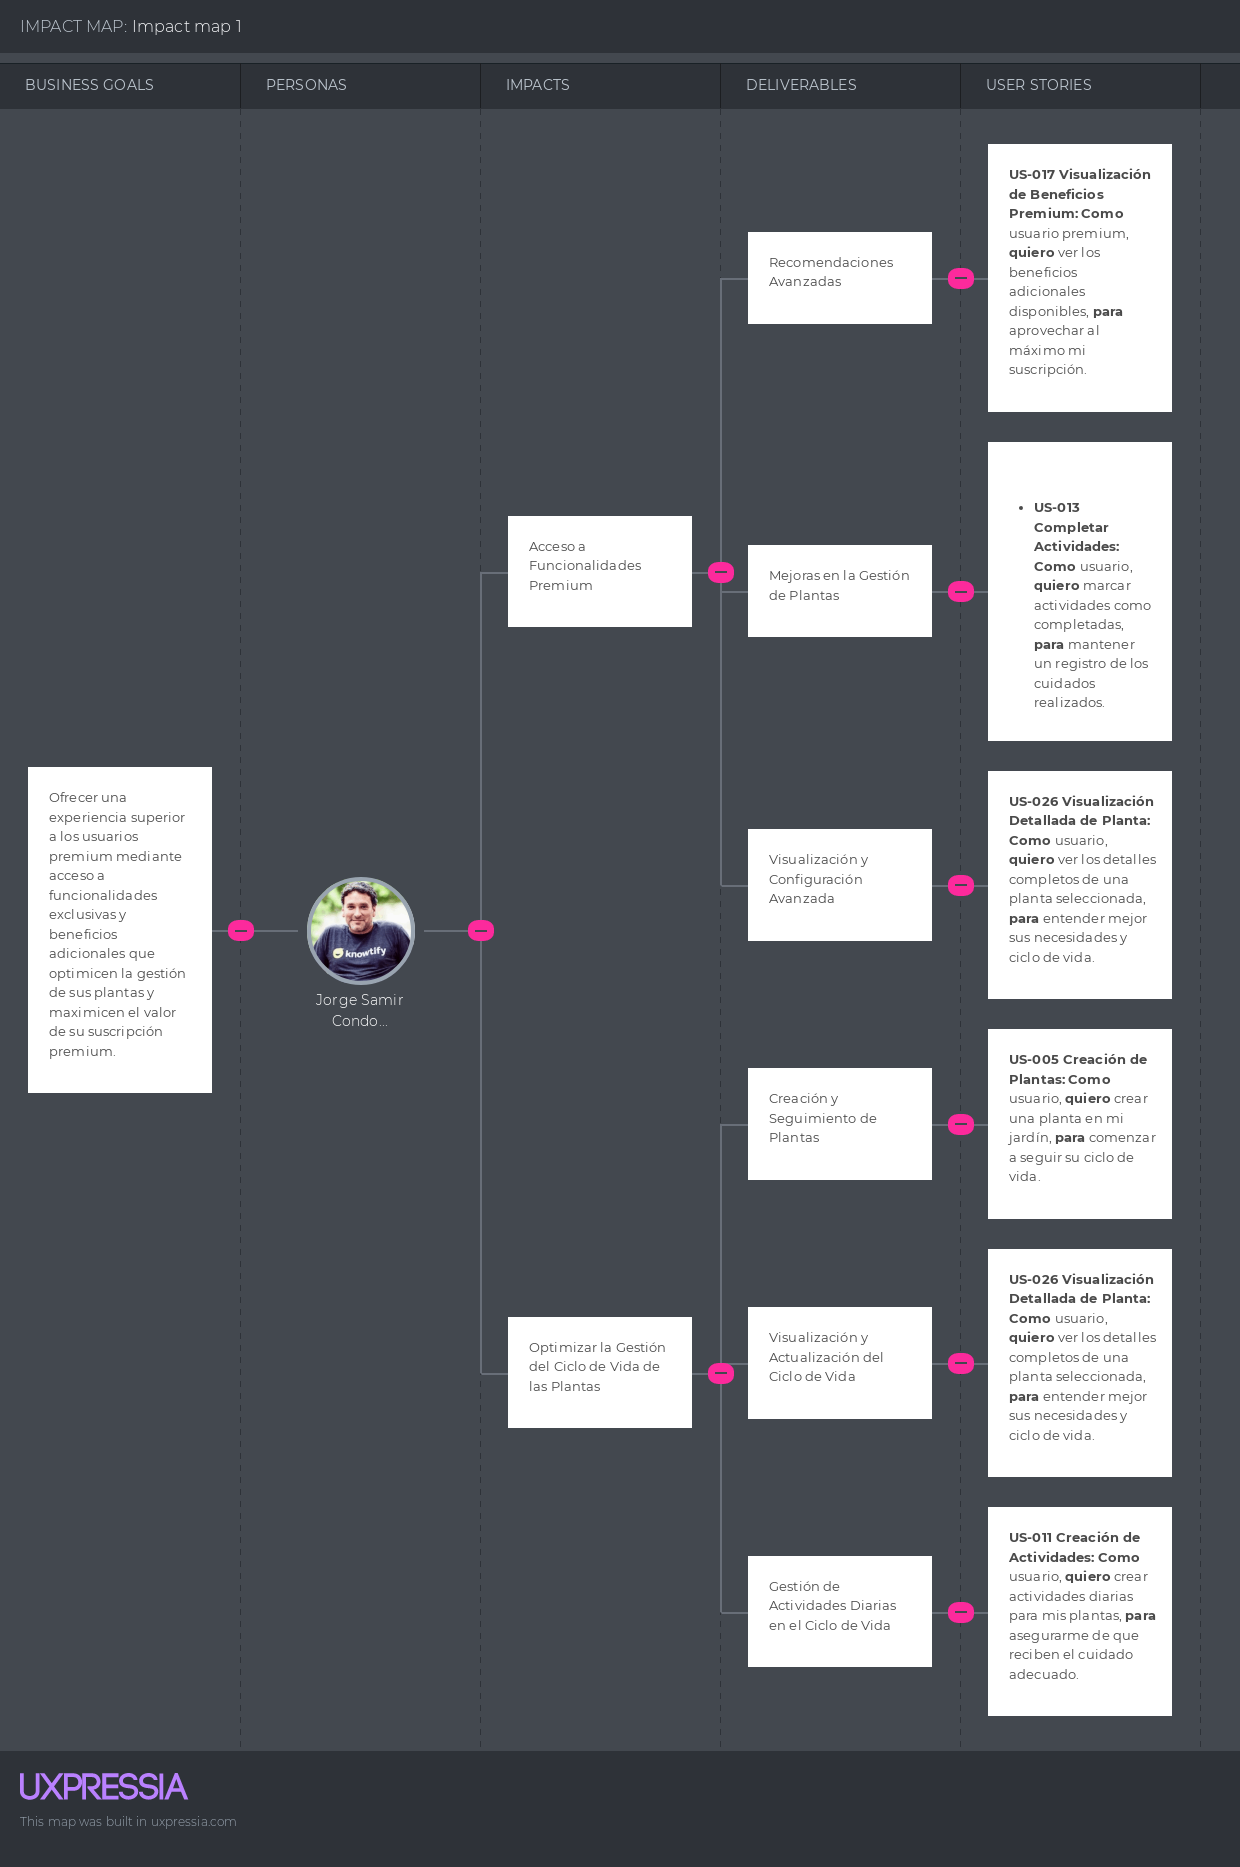 IMPACT MAP: Impact map 1
BUSINESS GOALS
PERSONAS
IMPACTS
DELIVERABLES
USER STORIES
Ofrecer una
experiencia superior
a los usuarios
premium mediante
acceso a
funcionalidades
exclusivas y
beneficios
adicionales que
optimicen la gestión
de sus plantas y
maximicen el valor
de su suscripción
premium.
knowtify
Jorge Samir
Condo...
Acceso a
Funcionalidades
Premium
Recomendaciones
Avanzadas
US-017 Visualización
de Beneficios
Premium: Como
usuario premium,
quiero ver los
beneficios
adicionales
disponibles, para
aprovechar al
máximo mi
suscripción.
Mejoras en la Gestión
de Plantas
• US-013
Completar
Actividades:
Como usuario,
quiero marcar
actividades como
completadas,
para mantener
un registro de los
cuidados
realizados.
Visualización y
Configuración
Avanzada
US-026 Visualización
Detallada de Planta:
Como usuario,
quiero ver los detalles
completos de una
planta seleccionada,
para entender mejor
sus necesidades y
ciclo de vida.
Optimizar la Gestión
del Ciclo de Vida de
las Plantas
Creación y
Seguimiento de
Plantas
US-005 Creación de
Plantas: Como
usuario, quiero crear
una planta en mi
jardín, para comenzar
a seguir su ciclo de
vida.
Visualización y
Actualización del
Ciclo de Vida
US-026 Visualización
Detallada de Planta:
Como usuario,
quiero ver los detalles
completos de una
planta seleccionada,
para entender mejor
sus necesidades y
ciclo de vida.
Gestión de
Actividades Diarias
en el Ciclo de Vida
US-011 Creación de
Actividades: Como
usuario, quiero crear
actividades diarias
para mis plantas, para
asegurarme de que
reciben el cuidado
adecuado.
UXPRESSIA
This map was built in uxpressia.com